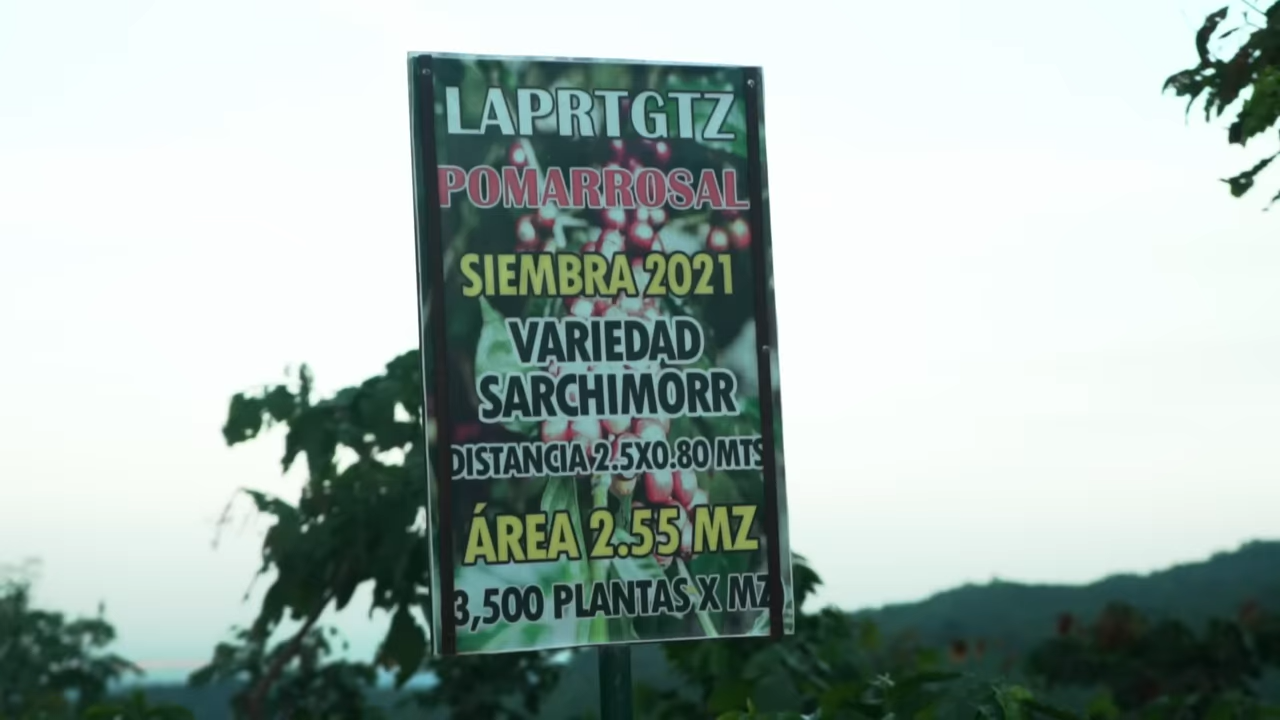 LAPRTGTZ
POMARROSAL
SIEMBRA 2021
VARIEDAD
SARCHIMORR
DISTANCIA 2.5X0.80 MTS
ÁREA 2.55 MZ
3,500 PLANTAS X MZ